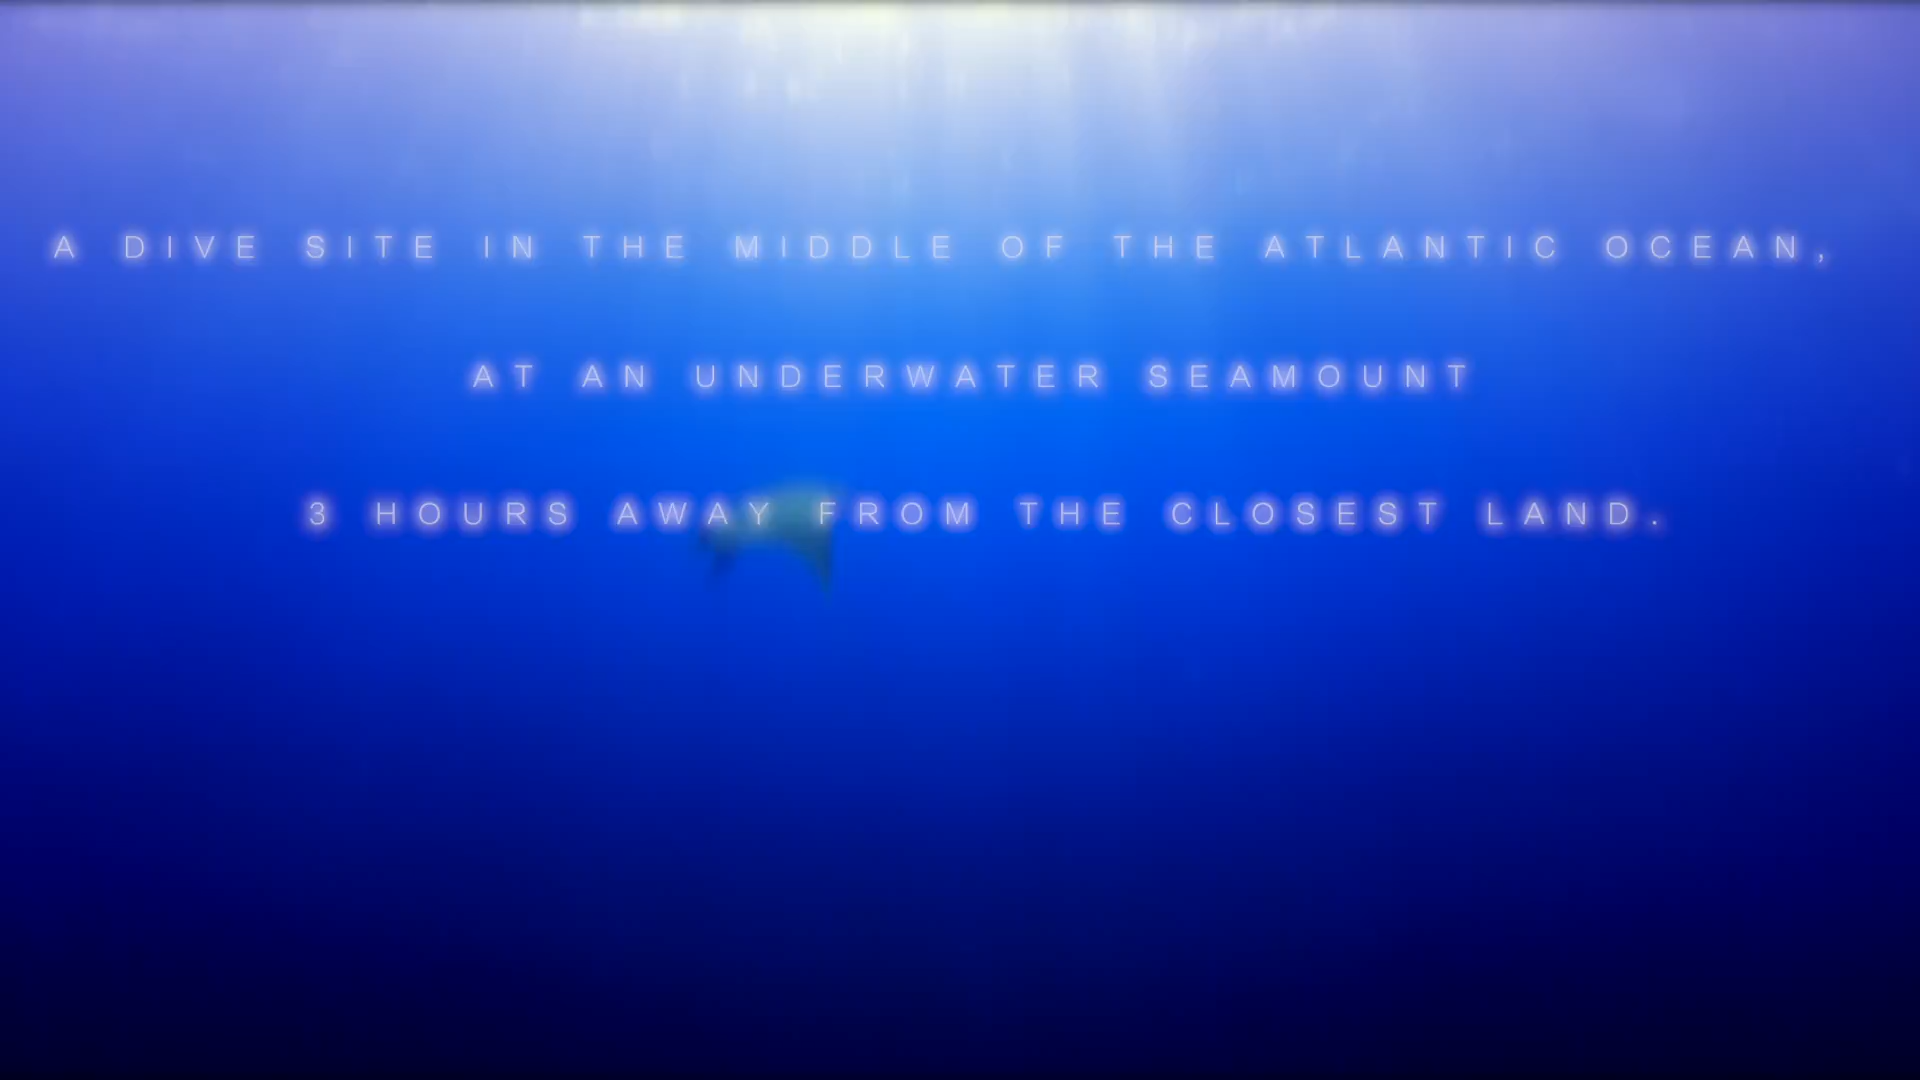 A DIVE SITE IN THE MIDDLE OF THE ATLANTIC OCEAN,
AT AN UNDERWATER SEAMOUNT
3 HOURS AWAY FROM THE CLOSEST LAND.